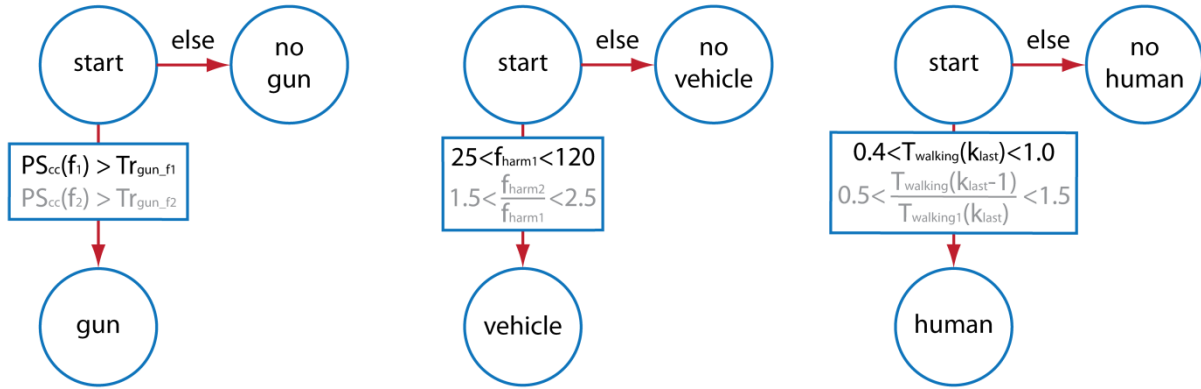 start
else
no
gun
PScc(f1) > Trgun_f1
PScc(f2) > Trgun_f2
gun
start
else
no
vehicle
25<fharm1<120
1.5<fharm2/fharm1<2.5
vehicle
start
else
no
human
0.4<Twalking(klast)<1.0
0.5<Twalking(klast-1)/Twalking1(klast)<1.5
human